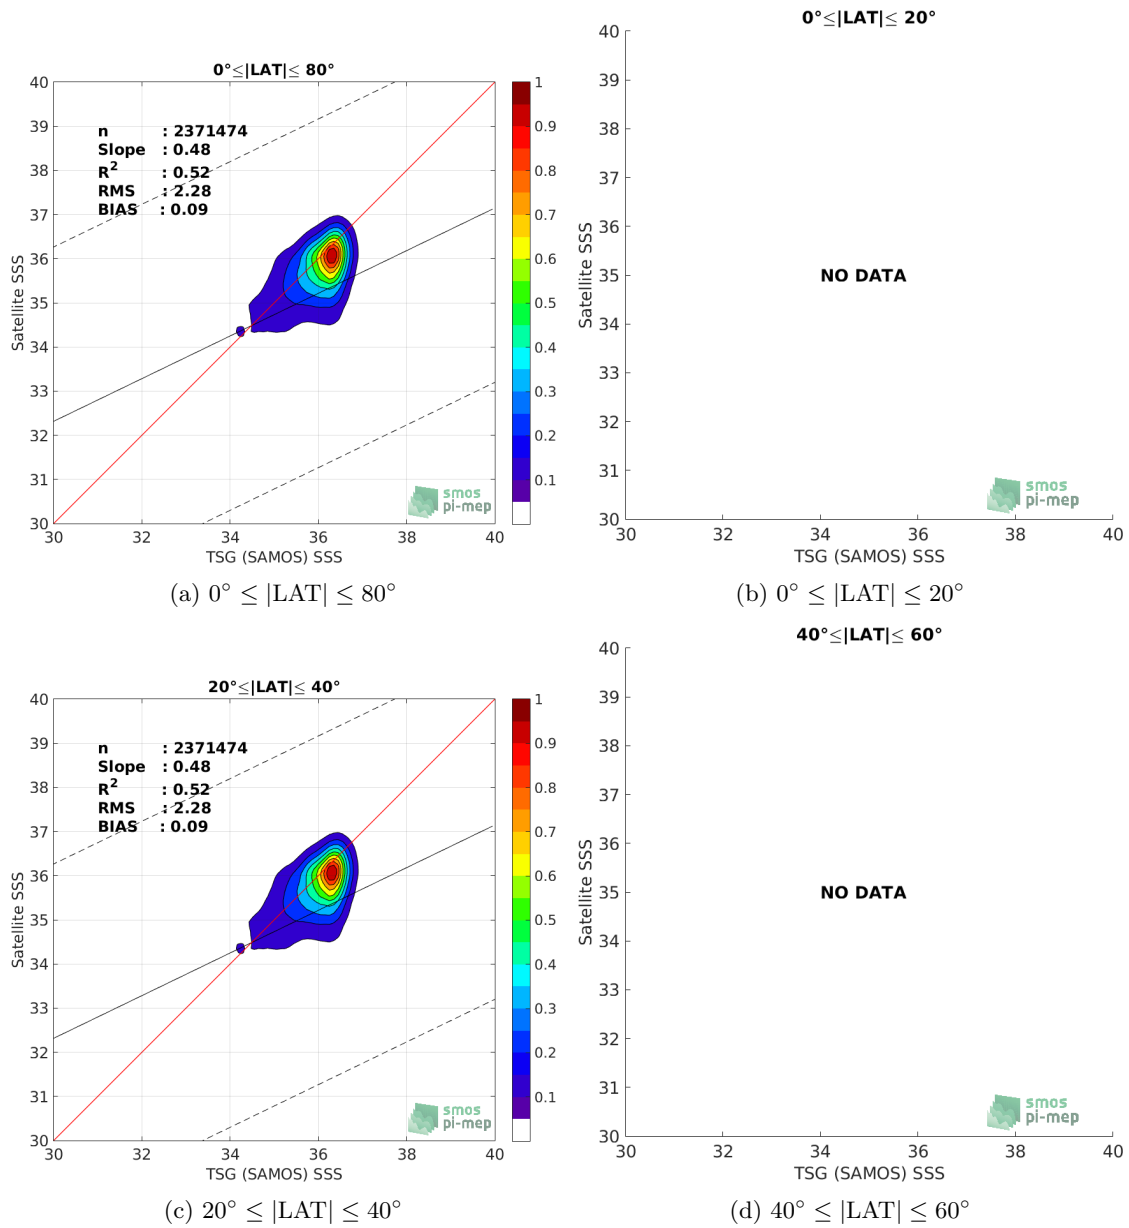 0°≤|LAT|≤ 80°
40
39
38
37
36
35
34
33
32
31
30
Satellite SSS
n : 2371474
Slope : 0.48
R² : 0.52
RMS : 2.28
BIAS : 0.09
smos
pi-mep
30 32 34 36 38 40
TSG (SAMOS) SSS
1
0.9
0.8
0.7
0.6
0.5
0.4
0.3
0.2
0.1
(a) 0° ≤ |LAT| ≤ 80°
0°≤|LAT|≤ 20°
40
39
38
37
36
35
34
33
32
31
30
Satellite SSS
NO DATA
smos
pi-mep
30 32 34 36 38 40
TSG (SAMOS) SSS
(b) 0° ≤ |LAT| ≤ 20°
20°≤|LAT|≤ 40°
40
39
38
37
36
35
34
33
32
31
30
Satellite SSS
n : 2371474
Slope : 0.48
R² : 0.52
RMS : 2.28
BIAS : 0.09
smos
pi-mep
30 32 34 36 38 40
TSG (SAMOS) SSS
1
0.9
0.8
0.7
0.6
0.5
0.4
0.3
0.2
0.1
(c) 20° ≤ |LAT| ≤ 40°
40°≤|LAT|≤ 60°
40
39
38
37
36
35
34
33
32
31
30
Satellite SSS
NO DATA
smos
pi-mep
30 32 34 36 38 40
TSG (SAMOS) SSS
(d) 40° ≤ |LAT| ≤ 60°